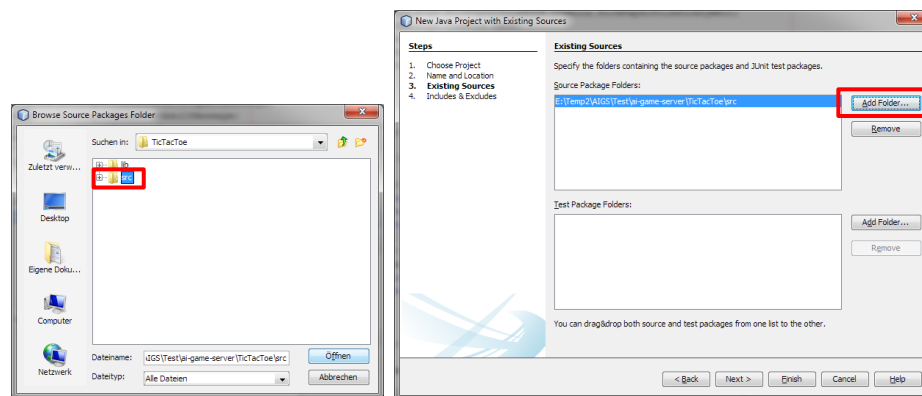 Browse Source Packages Folder
Suchen in:
TicTacToe
Zuletzt verw...
lib
src
Desktop
Eigene Doku...
Computer
Netzwerk
Dateiname:
.IGS\Test\ai-game-server\TicTacToe\src
Öffnen
Dateityp:
Alle Dateien
Abbrechen
New Java Project with Existing Sources
Steps
1. Choose Project
2. Name and Location
3. Existing Sources
4. Includes & Excludes
Existing Sources
Specify the folders containing the source packages and JUnit test packages.
Source Package Folders:
E:\Temp2\AIGS\Test\ai-game-server\TicTacToe\src
Add Folder...
Remove
Test Package Folders:
Add Folder...
Remove
You can drag&drop both source and test packages from one list to the other.
< Back
Next >
Finish
Cancel
Help